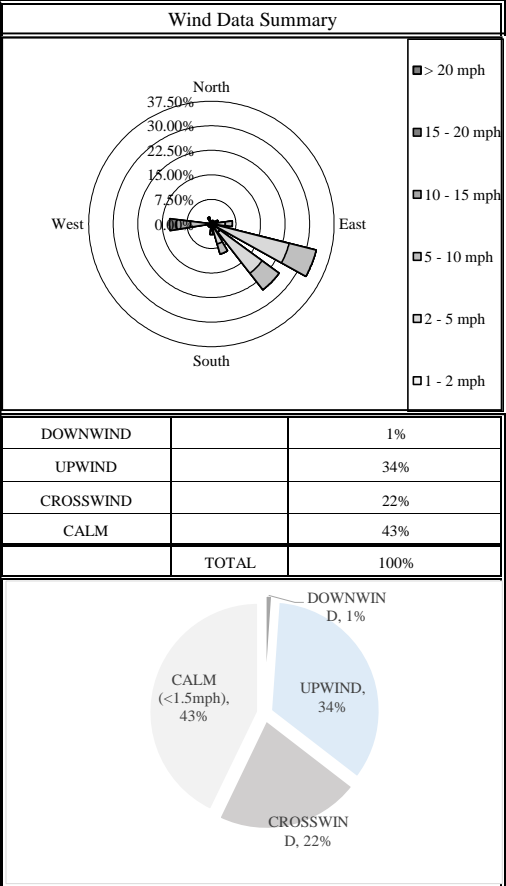 Wind Data Summary
North
37.50%
30.00%
22.50%
15.00%
7.50%
0.00%
West
East
South
> 20 mph
15 - 20 mph
10 - 15 mph
5 - 10 mph
2 - 5 mph
1 - 2 mph
DOWNWIND 1%
UPWIND 34%
CROSSWIND 22%
CALM 43%
TOTAL 100%
DOWNWIN
D, 1%
UPWIND,
34%
CROSSWIN
D, 22%
CALM
(<1.5mph),
43%